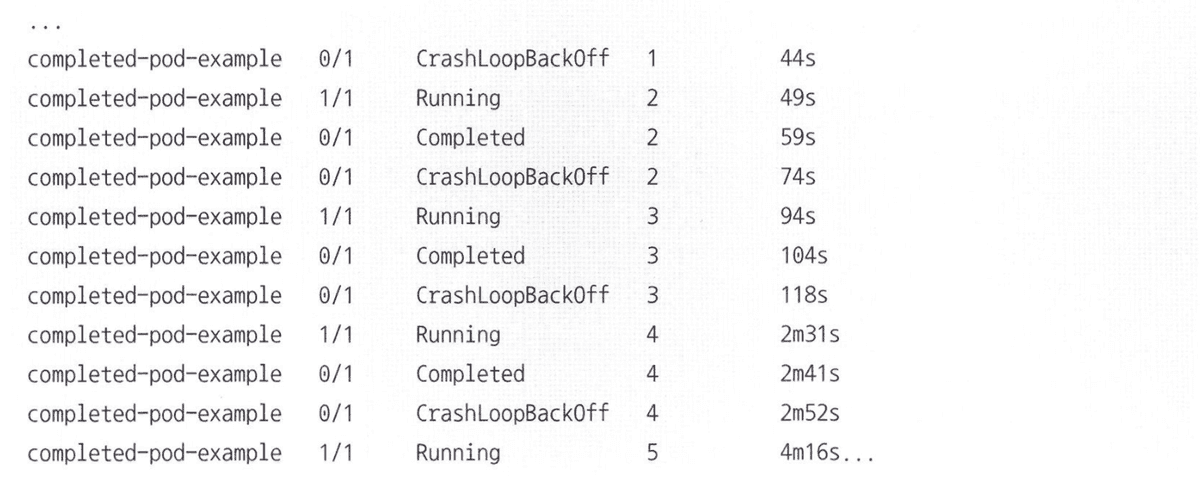 ...
completed-pod-example 0/1 CrashLoopBackOff 1 44s
completed-pod-example 1/1 Running 2 49s
completed-pod-example 0/1 Completed 2 59s
completed-pod-example 0/1 CrashLoopBackOff 2 74s
completed-pod-example 1/1 Running 3 94s
completed-pod-example 0/1 Completed 3 104s
completed-pod-example 0/1 CrashLoopBackOff 3 118s
completed-pod-example 1/1 Running 4 2m31s
completed-pod-example 0/1 Completed 4 2m41s
completed-pod-example 0/1 CrashLoopBackOff 4 2m52s
completed-pod-example 1/1 Running 5 4m16s...